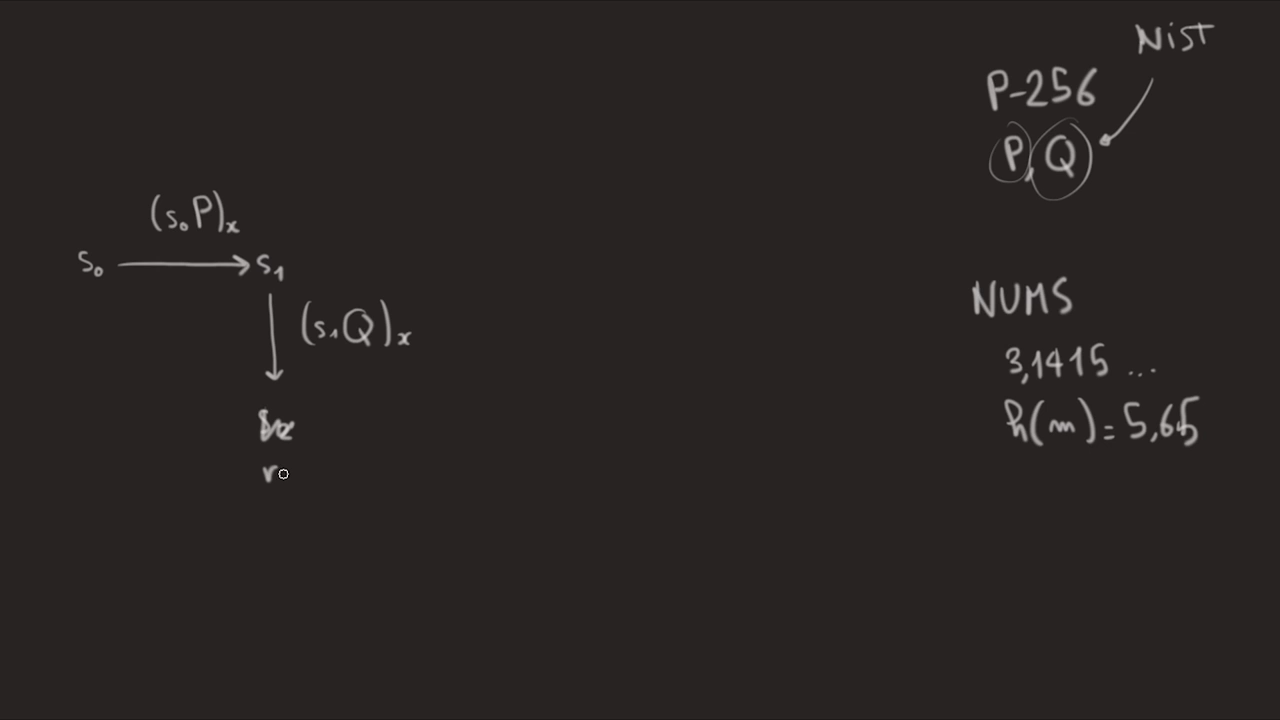 Nist
P-256
P, Q
(s₀P)ₓ
s₀ s₁
(s₁Q)ₓ
NUMS
3,1415 ...
h(m) = 5,65
r